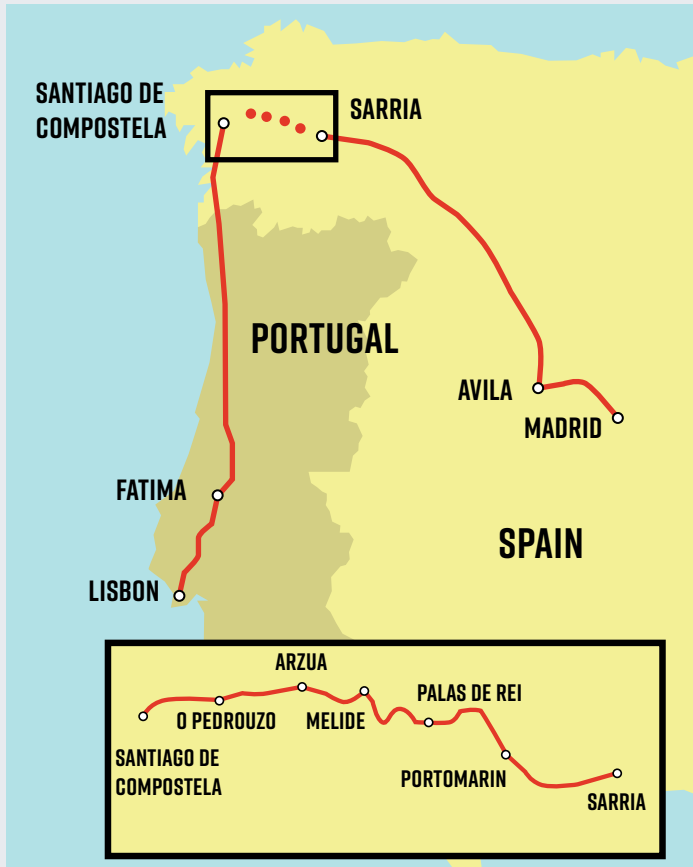 SANTIAGO DE
COMPOSTELA
SARRIA
PORTUGAL
AVILA
MADRID
FATIMA
SPAIN
LISBON
ARZUA
PALAS DE REI
O PEDROUZO
MELIDE
SANTIAGO DE
COMPOSTELA
PORTOMARIN
SARRIA